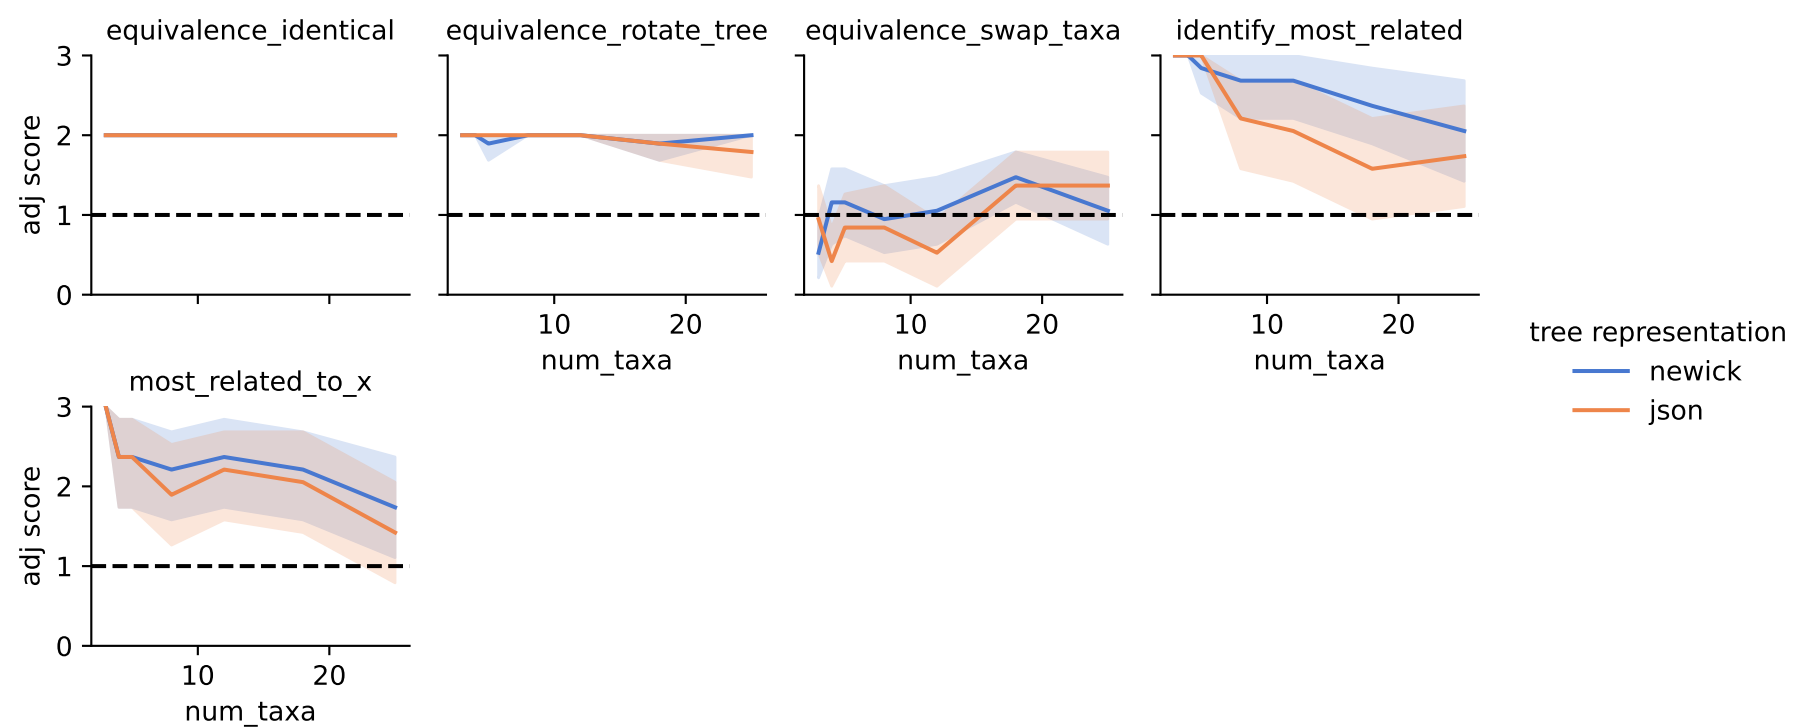 equivalence_identical
equivalence_rotate_tree
equivalence_swap_taxa
identify_most_related
3
2
1
0
adj score
10
20
num_taxa
10
20
num_taxa
10
20
num_taxa
tree representation
newick
json
most_related_to_x
3
2
1
0
adj score
10
20
num_taxa